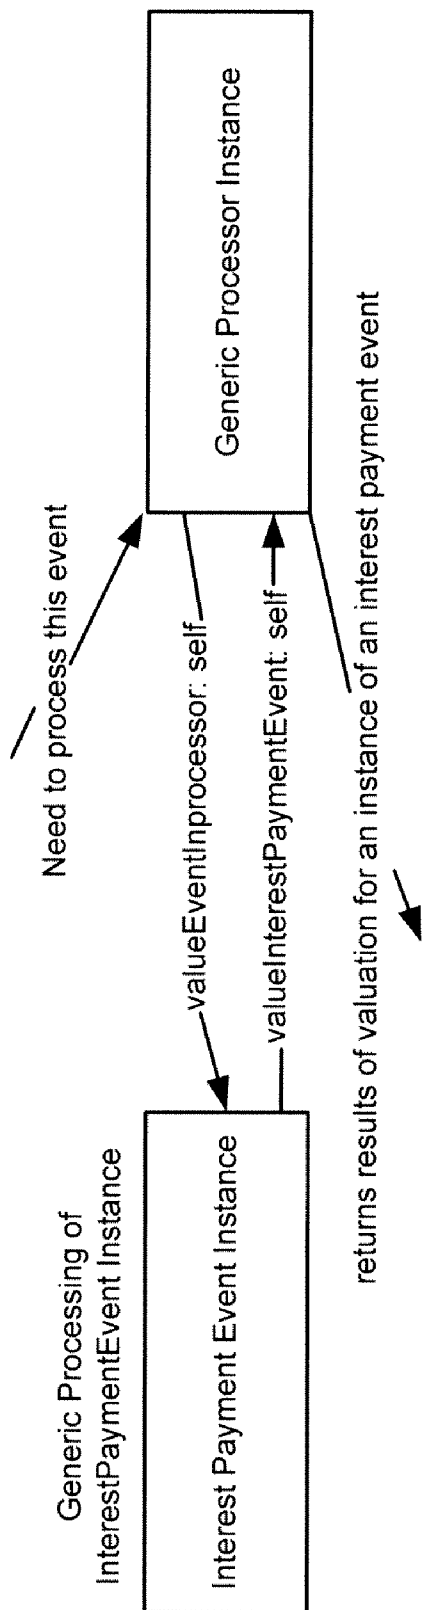 Generic Processing of
InterestPaymentEvent Instance
Need to process this event
Interest Payment Event Instance
valueEventInprocessor: self
valueInterestPaymentEvent: self
Generic Processor Instance
returns results of valuation for an instance of an interest payment event